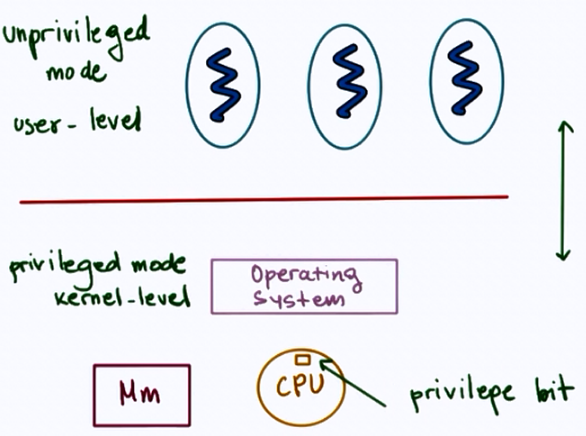 unprivileged
mode
user-level
privileged mode
kernel-level
Operating
System
Mm
CPU
privilepe bit